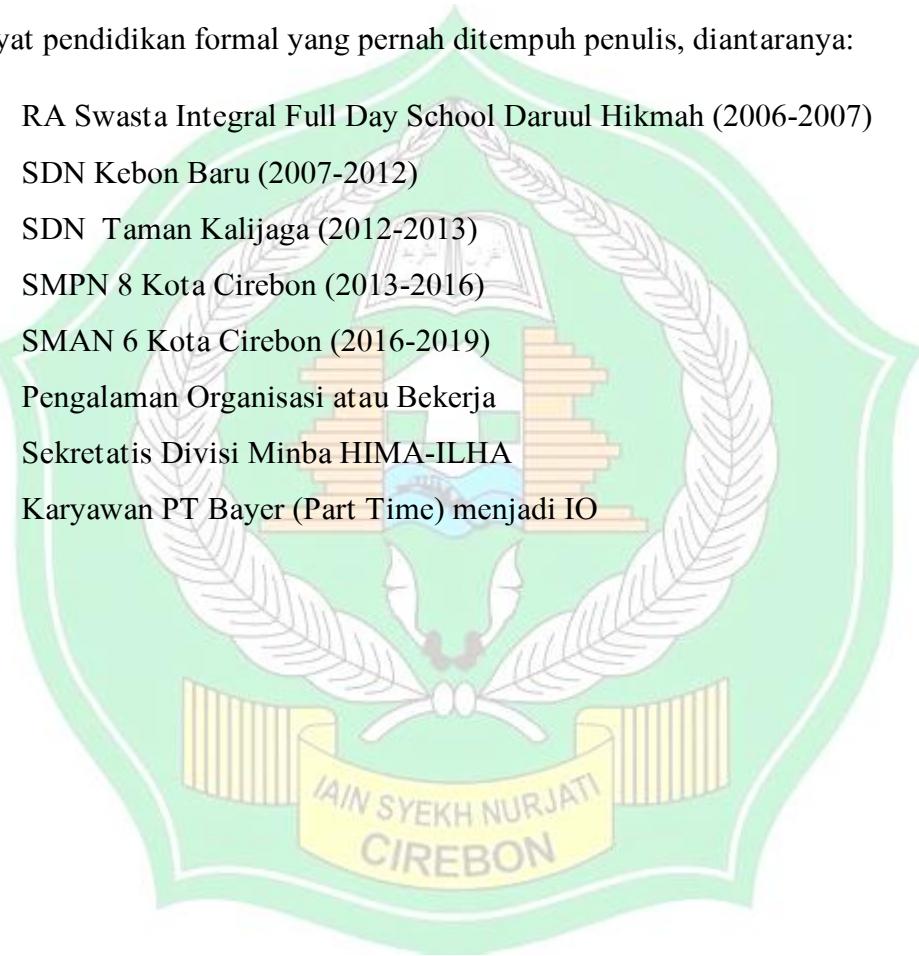 yat pendidikan formal yang pernah ditempuh penulis, diantaranya:
RA Swasta Integral Full Day School Daruul Hikmah (2006-2007)
SDN Kebon Baru (2007-2012)
SDN Taman Kalijaga (2012-2013)
SMPN 8 Kota Cirebon (2013-2016)
SMAN 6 Kota Cirebon (2016-2019)
Pengalaman Organisasi atau Bekerja
Sekretatis Divisi Minba HIMA-ILHA
Karyawan PT Bayer (Part Time) menjadi IO
IAIN SYEKH NURJATI
CIREBON